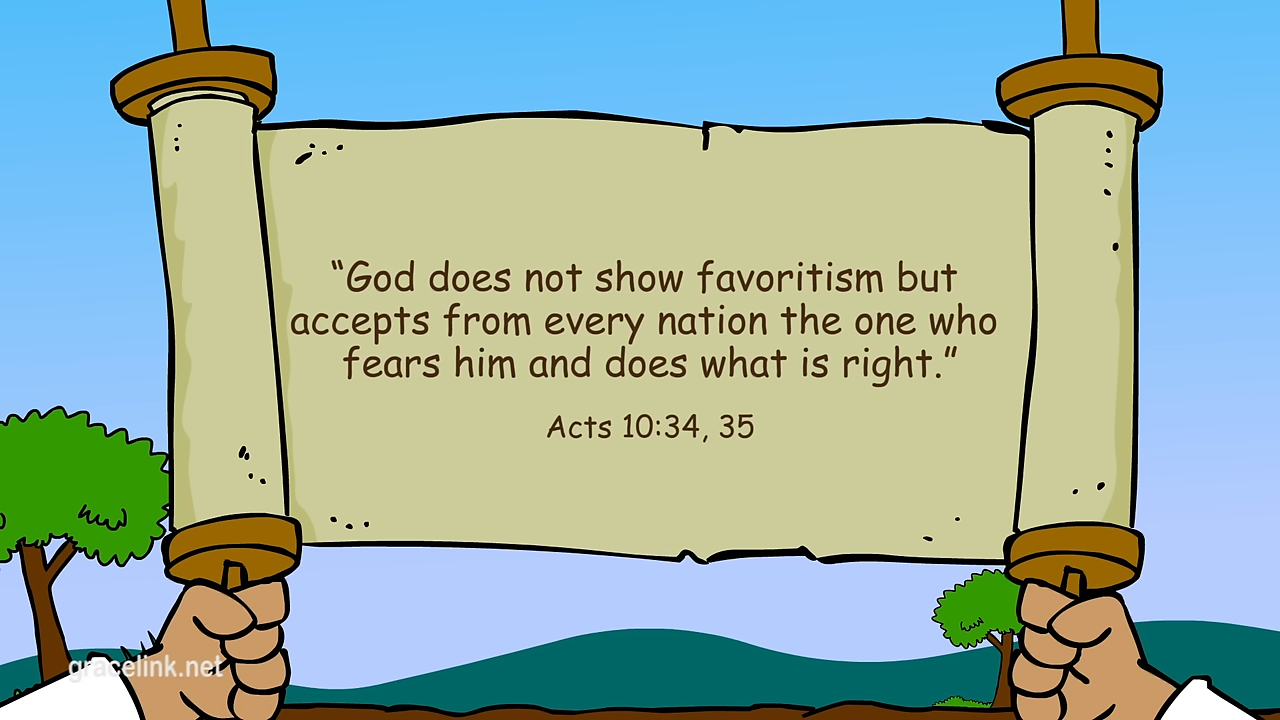 “God does not show favoritism but
accepts from every nation the one who
fears him and does what is right.”
Acts 10:34, 35
gracelink.net